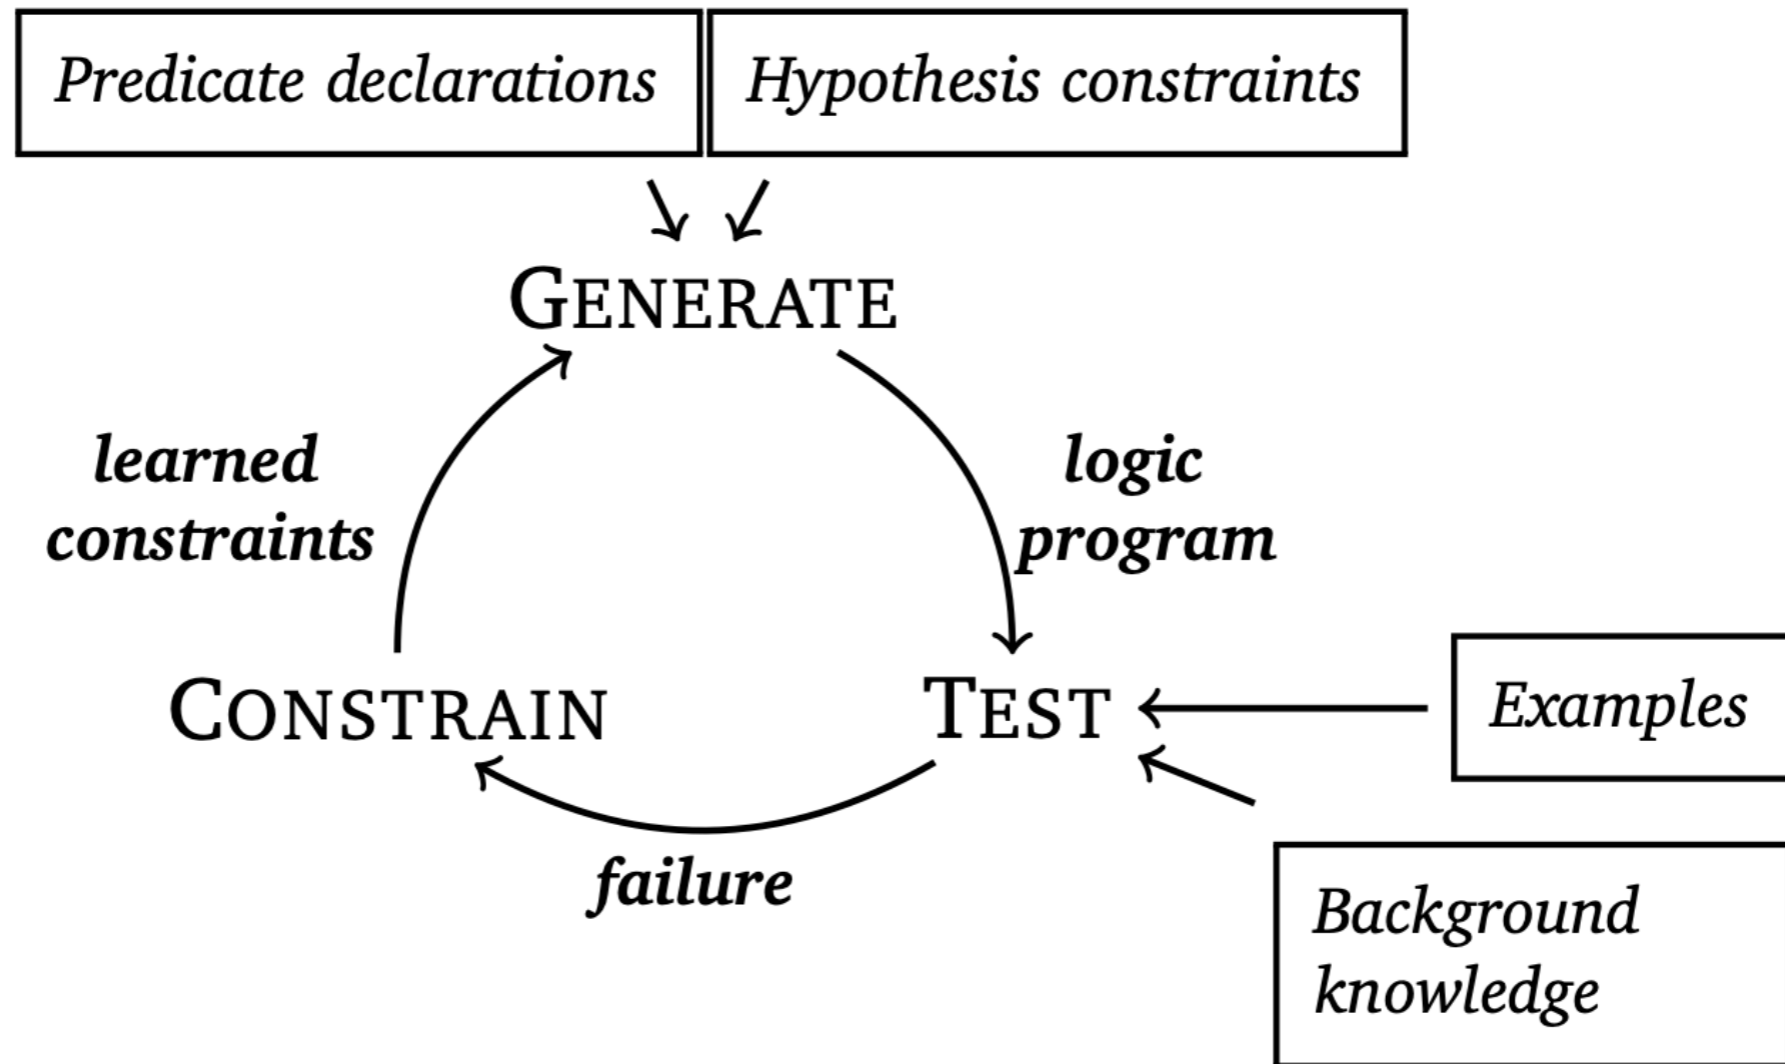 Predicate declarations
Hypothesis constraints
GENERATE
learned
constraints
logic
program
CONSTRAIN
TEST
Examples
failure
Background
knowledge